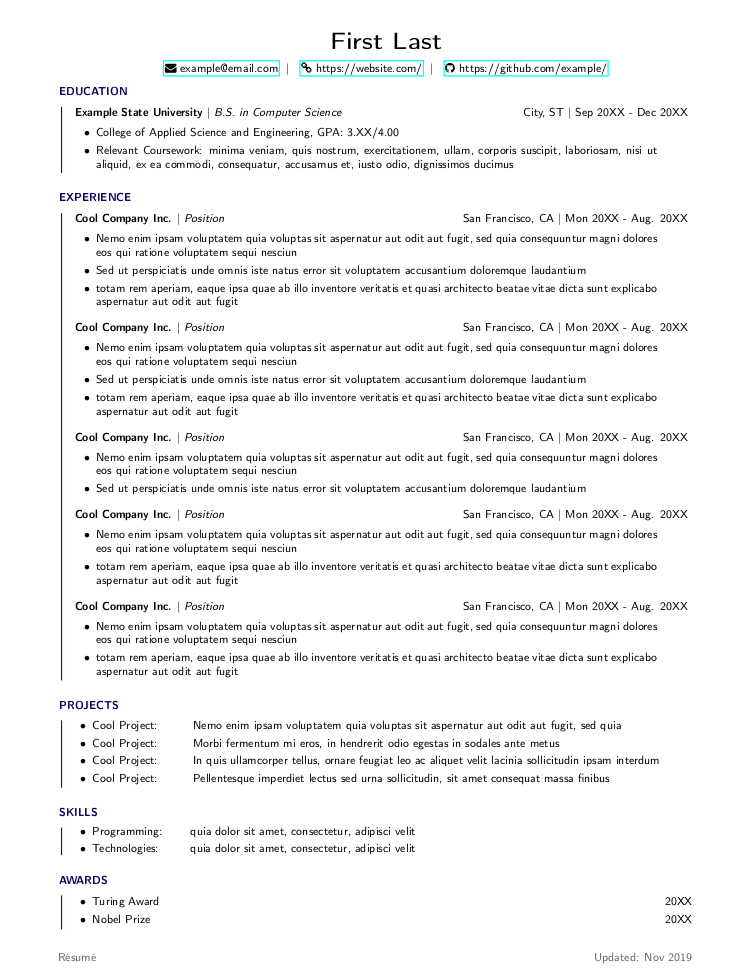 First Last
example@email.com | https://website.com/ | https://github.com/example/
EDUCATION
Example State University | B.S. in Computer Science City, ST | Sep 20XX - Dec 20XX
• College of Applied Science and Engineering, GPA: 3.XX/4.00
• Relevant Coursework: minima veniam, quis nostrum, exercitationem, ullam, corporis suscipit, laboriosam, nisi ut
aliquid, ex ea commodi, consequatur, accusamus et, iusto odio, dignissimos ducimus
EXPERIENCE
Cool Company Inc. | Position San Francisco, CA | Mon 20XX - Aug. 20XX
• Nemo enim ipsam voluptatem quia voluptas sit aspernatur aut odit aut fugit, sed quia consequuntur magni dolores
eos qui ratione voluptatem sequi nesciun
• Sed ut perspiciatis unde omnis iste natus error sit voluptatem accusantium doloremque laudantium
• totam rem aperiam, eaque ipsa quae ab illo inventore veritatis et quasi architecto beatae vitae dicta sunt explicabo
aspernatur aut odit aut fugit
Cool Company Inc. | Position San Francisco, CA | Mon 20XX - Aug. 20XX
• Nemo enim ipsam voluptatem quia voluptas sit aspernatur aut odit aut fugit, sed quia consequuntur magni dolores
eos qui ratione voluptatem sequi nesciun
• Sed ut perspiciatis unde omnis iste natus error sit voluptatem accusantium doloremque laudantium
• totam rem aperiam, eaque ipsa quae ab illo inventore veritatis et quasi architecto beatae vitae dicta sunt explicabo
aspernatur aut odit aut fugit
Cool Company Inc. | Position San Francisco, CA | Mon 20XX - Aug. 20XX
• Nemo enim ipsam voluptatem quia voluptas sit aspernatur aut odit aut fugit, sed quia consequuntur magni dolores
eos qui ratione voluptatem sequi nesciun
• Sed ut perspiciatis unde omnis iste natus error sit voluptatem accusantium doloremque laudantium
Cool Company Inc. | Position San Francisco, CA | Mon 20XX - Aug. 20XX
• Nemo enim ipsam voluptatem quia voluptas sit aspernatur aut odit aut fugit, sed quia consequuntur magni dolores
eos qui ratione voluptatem sequi nesciun
• totam rem aperiam, eaque ipsa quae ab illo inventore veritatis et quasi architecto beatae vitae dicta sunt explicabo
aspernatur aut odit aut fugit
Cool Company Inc. | Position San Francisco, CA | Mon 20XX - Aug. 20XX
• Nemo enim ipsam voluptatem quia voluptas sit aspernatur aut odit aut fugit, sed quia consequuntur magni dolores
eos qui ratione voluptatem sequi nesciun
• totam rem aperiam, eaque ipsa quae ab illo inventore veritatis et quasi architecto beatae vitae dicta sunt explicabo
aspernatur aut odit aut fugit
PROJECTS
• Cool Project: Nemo enim ipsam voluptatem quia voluptas sit aspernatur aut odit aut fugit, sed quia
• Cool Project: Morbi fermentum mi eros, in hendrerit odio egestas in sodales ante metus
• Cool Project: In quis ullamcorper tellus, ornare feugiat leo ac aliquet velit lacinia sollicitudin ipsam interdum
• Cool Project: Pellentesque imperdiet lectus sed urna sollicitudin, sit amet consequat massa finibus
SKILLS
• Programming: quia dolor sit amet, consectetur, adipisci velit
• Technologies: quia dolor sit amet, consectetur, adipisci velit
AWARDS
• Turing Award 20XX
• Nobel Prize 20XX
Résumé Updated: Nov 2019